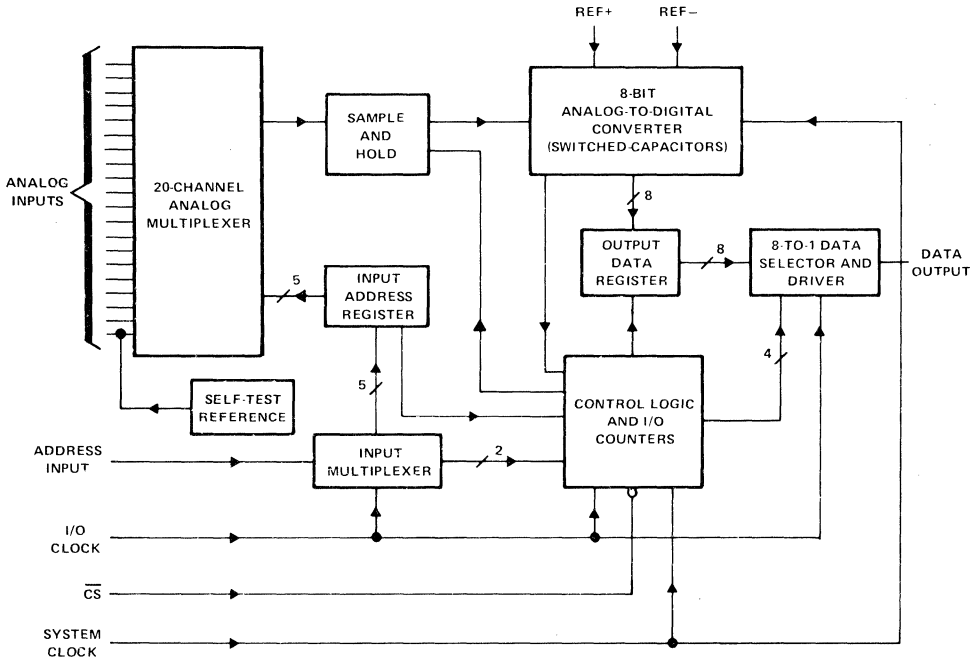 REF+
REF−
8-BIT
ANALOG-TO-DIGITAL
CONVERTER
(SWITCHED-CAPACITORS)
SAMPLE
AND
HOLD
ANALOG
INPUTS
20-CHANNEL
ANALOG
MULTIPLEXER
8
OUTPUT
DATA
REGISTER
8
8-TO-1 DATA
SELECTOR AND
DRIVER
DATA
OUTPUT
5
INPUT
ADDRESS
REGISTER
4
5
SELF-TEST
REFERENCE
CONTROL LOGIC
AND I/O
COUNTERS
ADDRESS
INPUT
INPUT
MULTIPLEXER
2
I/O
CLOCK
C̅S̅
SYSTEM
CLOCK